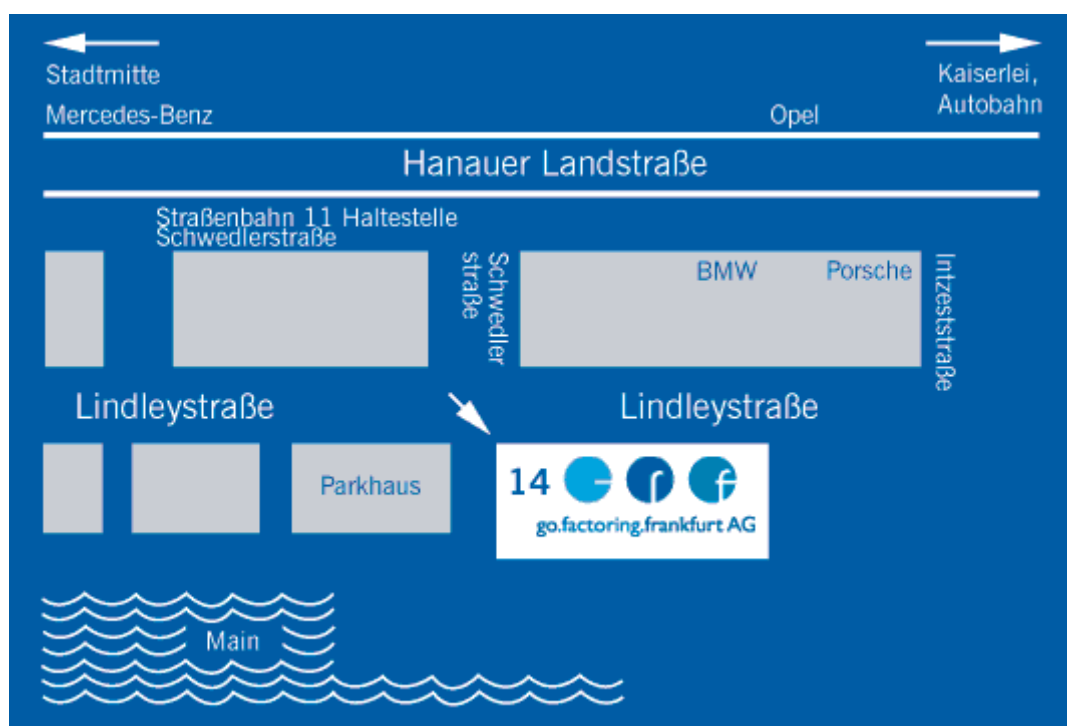 Stadtmitte
Mercedes-Benz
Opel
Kaiserlei,
Autobahn
Hanauer Landstraße
Straßenbahn 11 Haltestelle
Schwedlerstraße
Schwedler
straße
BMW
Porsche
Intzeststraße
Lindleystraße
Lindleystraße
Parkhaus
14 g f f
go.factoring.frankfurt AG
Main